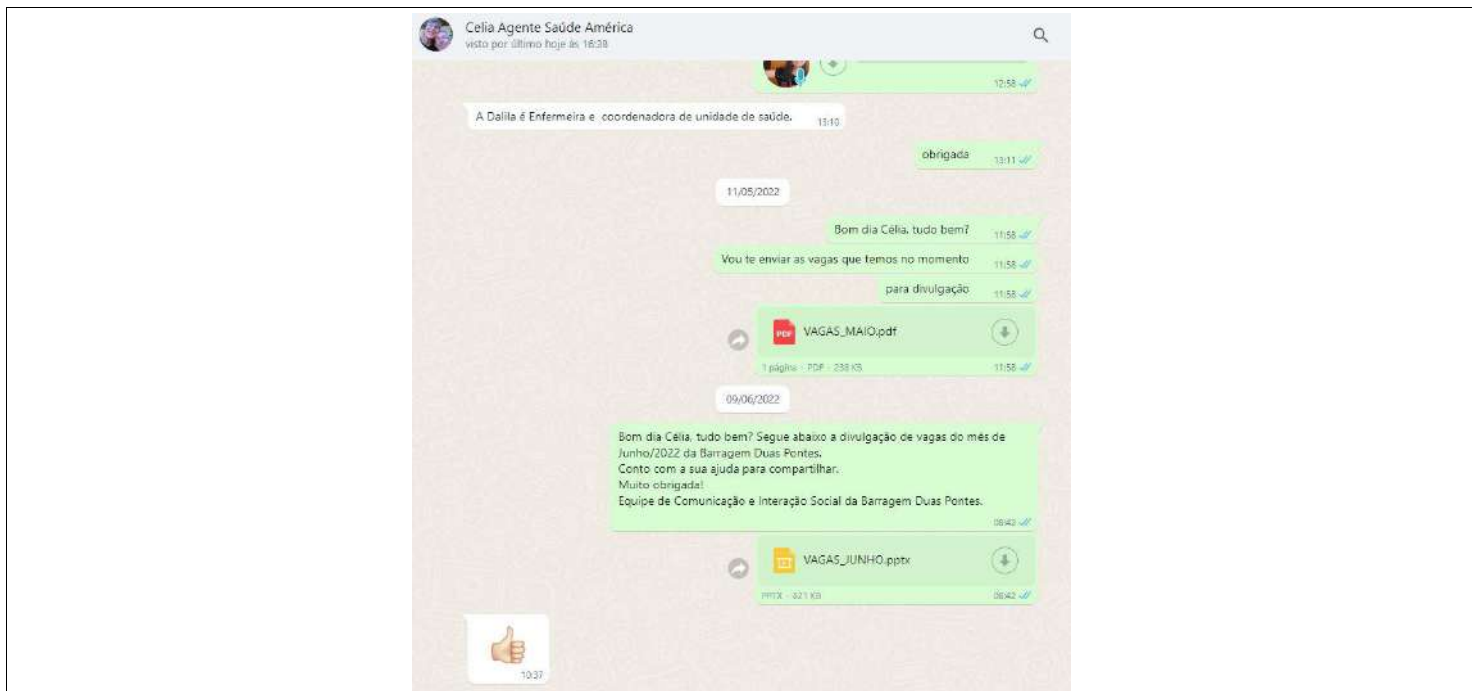 Celia Agente Saúde América
visto por último hoje às 16:38
12:58
A Dalila é Enfermeira e coordenadora de unidade de saúde.
13:10
obrigada
13:11
11/05/2022
Bom dia Célia, tudo bem?
11:58
Vou te enviar as vagas que temos no momento
11:58
para divulgação
11:58
PDF
VAGAS_MAIO.pdf
1 página - PDF - 238 KB
11:58
09/06/2022
Bom dia Célia, tudo bem? Segue abaixo a divulgação de vagas do mês de
Junho/2022 da Barragem Duas Pontes.
Conto com a sua ajuda para compartilhar.
Muito obrigada!
Equipe de Comunicação e Interação Social da Barragem Duas Pontes.
08:42
VAGAS_JUNHO.pptx
PPTX - 321 KB
08:42
10:37